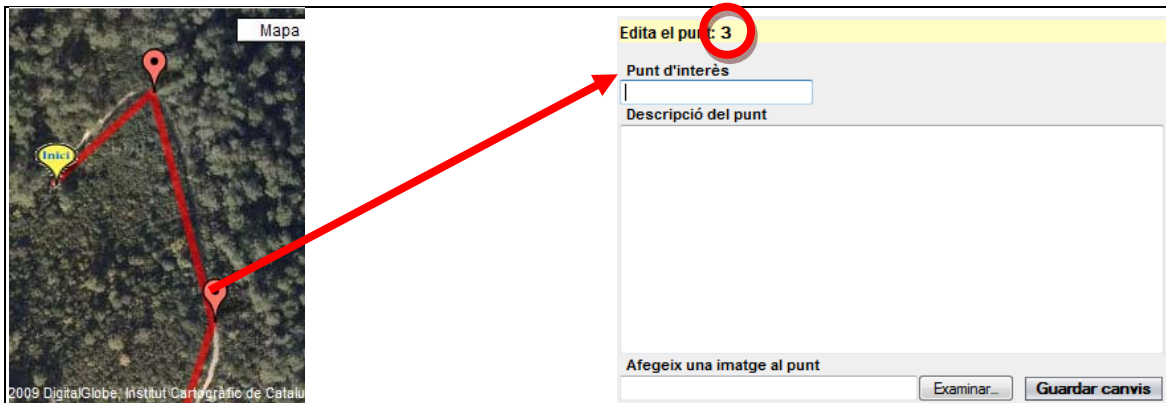 Mapa
Inici
2009 DigitalGlobe, Institut Cartogràfic de Catalu
Edita el punt: 3
Punt d'interès
Descripció del punt
Afegeix una imatge al punt
Examinar...
Guardar canvis